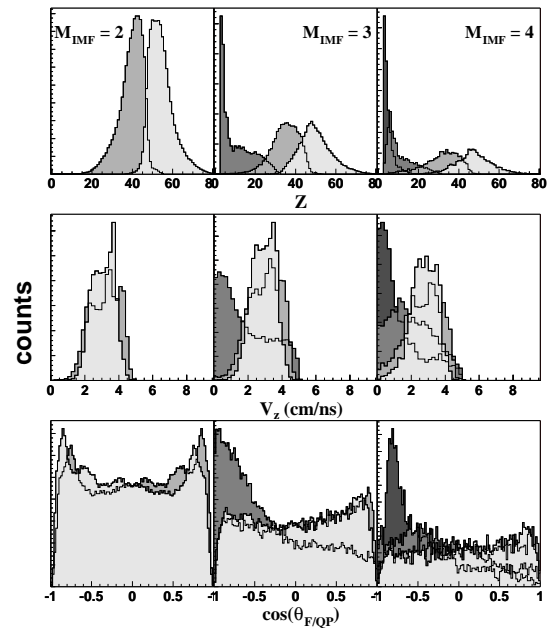 M_IMF = 2 M_IMF = 3 M_IMF = 4
0 20 40 60 80 20 40 60 80 20 40 60 80
Z
counts
0 2 4 6 8 0 2 4 6 8 0 2 4 6 8
V_z (cm/ns)
-1 -0.5 0 0.5 -1 -0.5 0 0.5 -1 -0.5 0 0.5 1
cos(θ_F/QP)